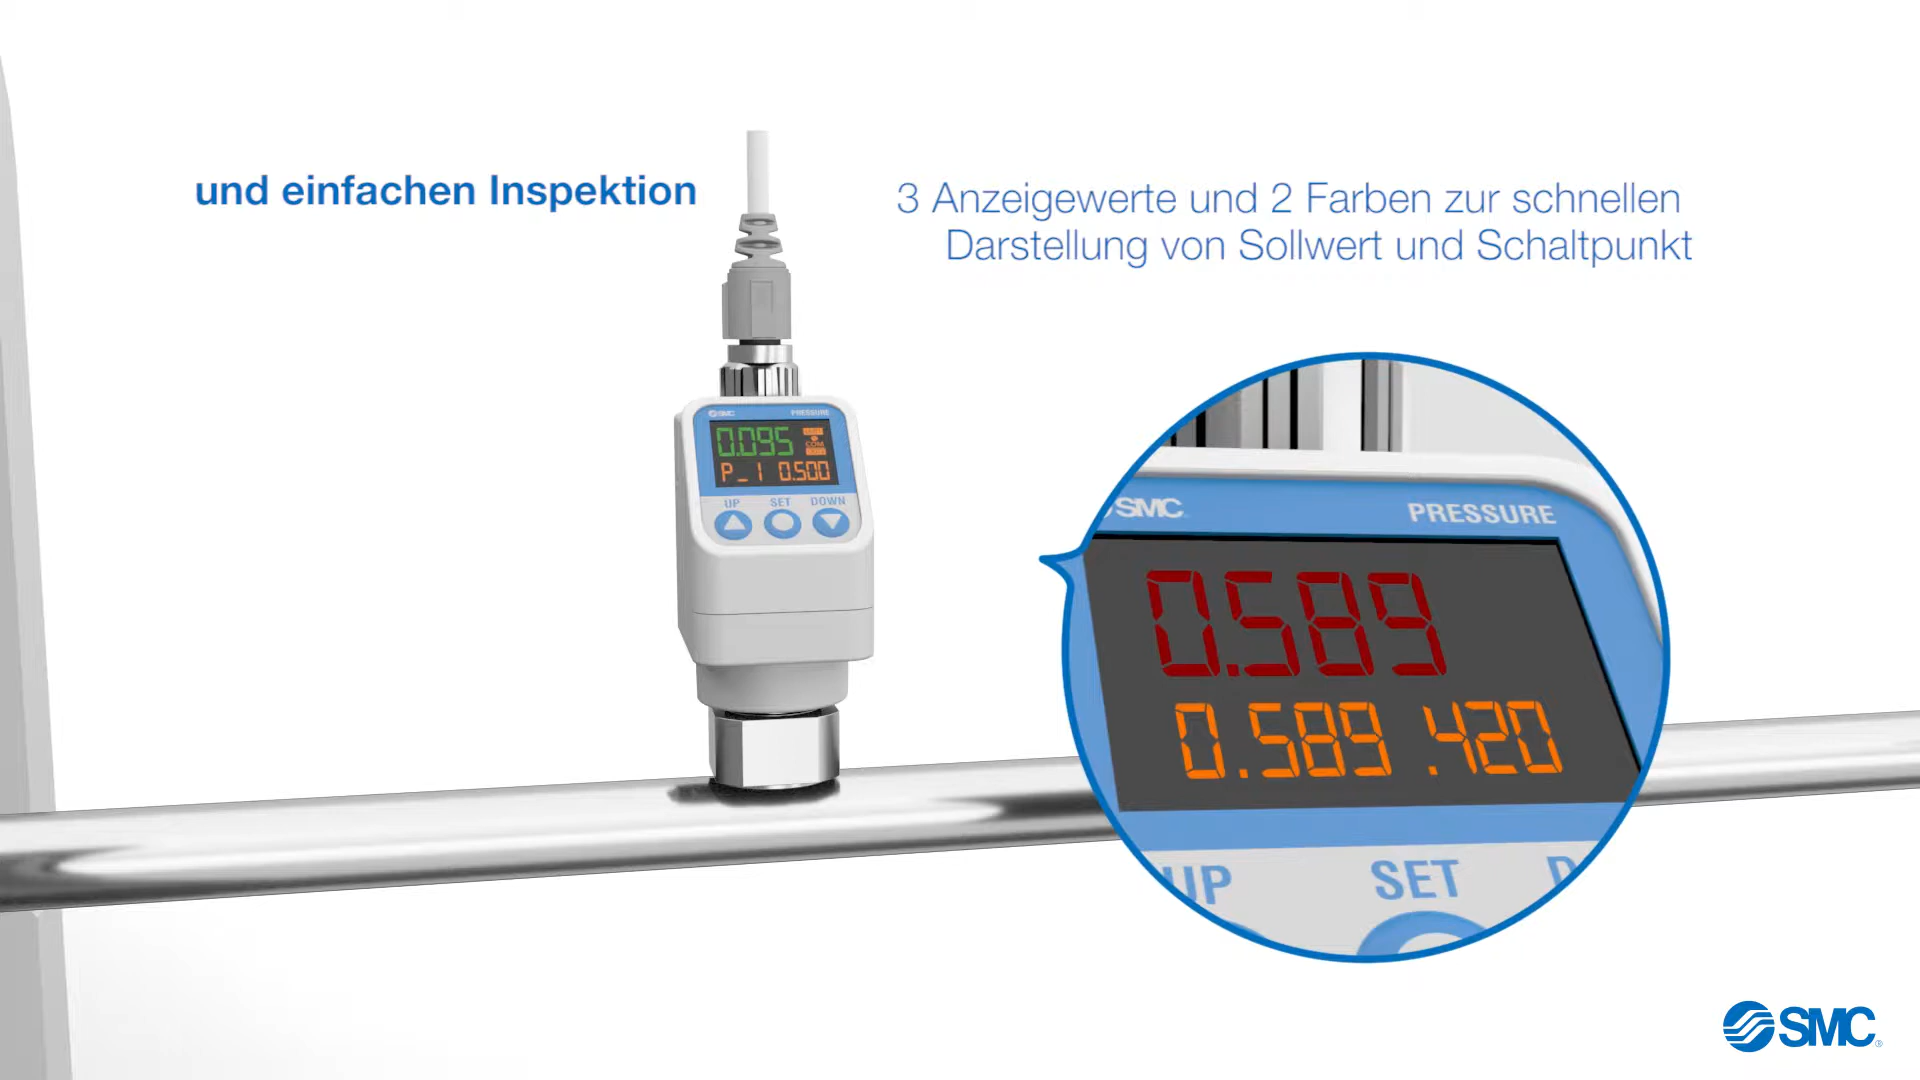 und einfachen Inspektion
3 Anzeigewerte und 2 Farben zur schnellen
Darstellung von Sollwert und Schaltpunkt
SMC PRESSURE
0.095
COM
P_1 0.500
UP SET DOWN
SMC PRESSURE
0.589
0.589 .420
UP SET D
SMC